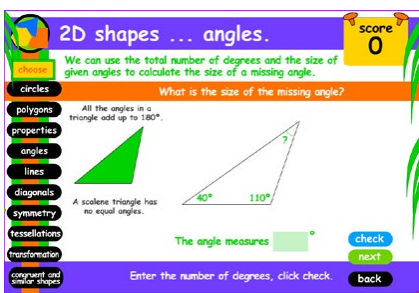 2D shapes ... angles.
score
0
We can use the total number of degrees and the size of
given angles to calculate the size of a missing angle.
choose
What is the size of the missing angle?
circles
polygons
properties
angles
lines
diagonals
symmetry
tessellations
transformation
congruent and
similar shapes
All the angles in a
triangle add up to 180°.
A scalene triangle has
no equal angles.
?
40°
110°
The angle measures
°
check
next
back
Enter the number of degrees, click check.